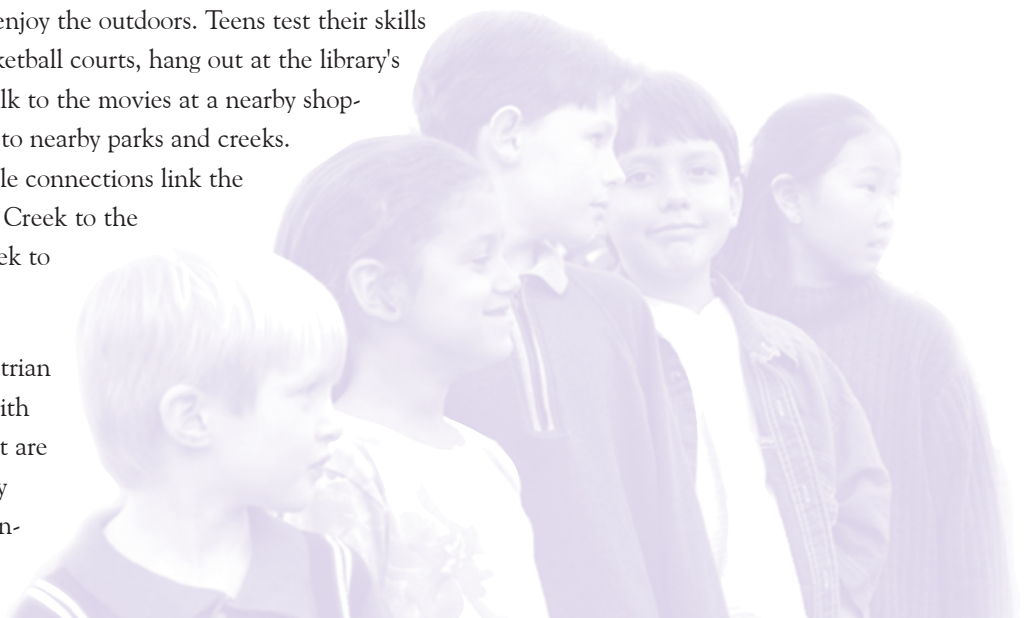 enjoy the outdoors. Teens test their skills
ketball courts, hang out at the library's
lk to the movies at a nearby shop-
to nearby parks and creeks.
le connections link the
Creek to the
ek to
trian
ith
t are
y
n-